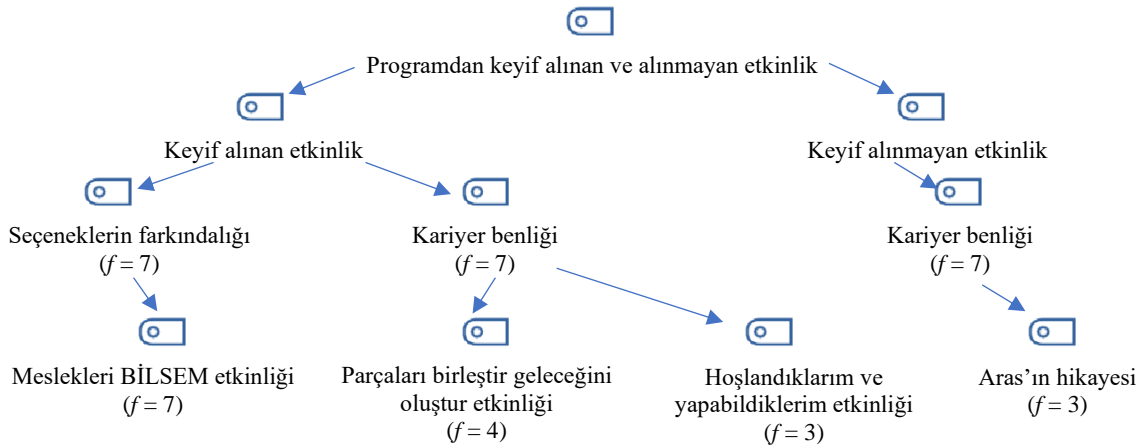 Programdan keyif alınan ve alınmayan etkinlik
Keyif alınan etkinlik
Keyif alınmayan etkinlik
Seçeneklerin farkındalığı
(f = 7)
Kariyer benliği
(f = 7)
Kariyer benliği
(f = 7)
Meslekleri BİLSEM etkinliği
(f = 7)
Parçaları birleştir geleceğini
oluştur etkinliği
(f = 4)
Hoşlandıklarım ve
yapabildiklerim etkinliği
(f = 3)
Aras’ın hikayesi
(f = 3)